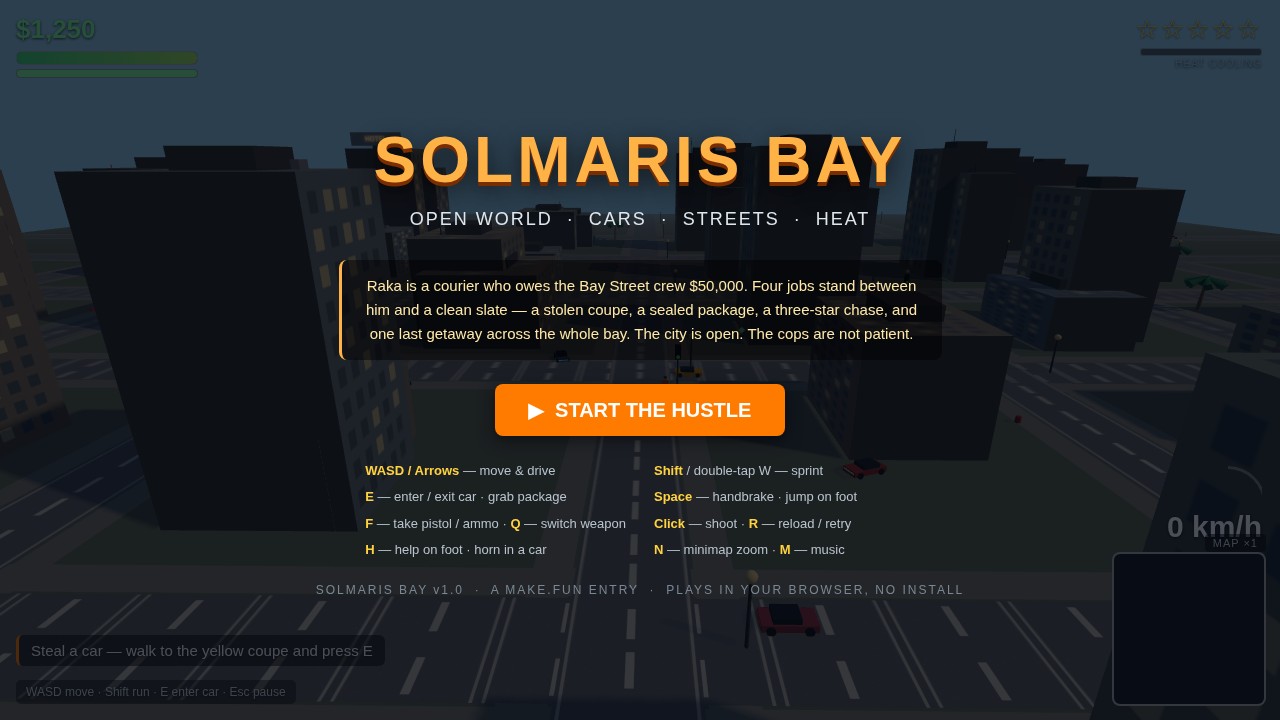 $1,250
☆☆☆☆☆
HEAT COOLING
SOLMARIS BAY
OPEN WORLD · CARS · STREETS · HEAT
Raka is a courier who owes the Bay Street crew $50,000. Four jobs stand between
him and a clean slate — a stolen coupe, a sealed package, a three-star chase, and
one last getaway across the whole bay. The city is open. The cops are not patient.
▶ START THE HUSTLE
WASD / Arrows — move & drive
Shift / double-tap W — sprint
E — enter / exit car · grab package
Space — handbrake · jump on foot
F — take pistol / ammo · Q — switch weapon
Click — shoot · R — reload / retry
H — help on foot · horn in a car
N — minimap zoom · M — music
0 km/h
MAP ×1
SOLMARIS BAY v1.0 · A MAKE.FUN ENTRY · PLAYS IN YOUR BROWSER, NO INSTALL
Steal a car — walk to the yellow coupe and press E
WASD move · Shift run · E enter car · Esc pause